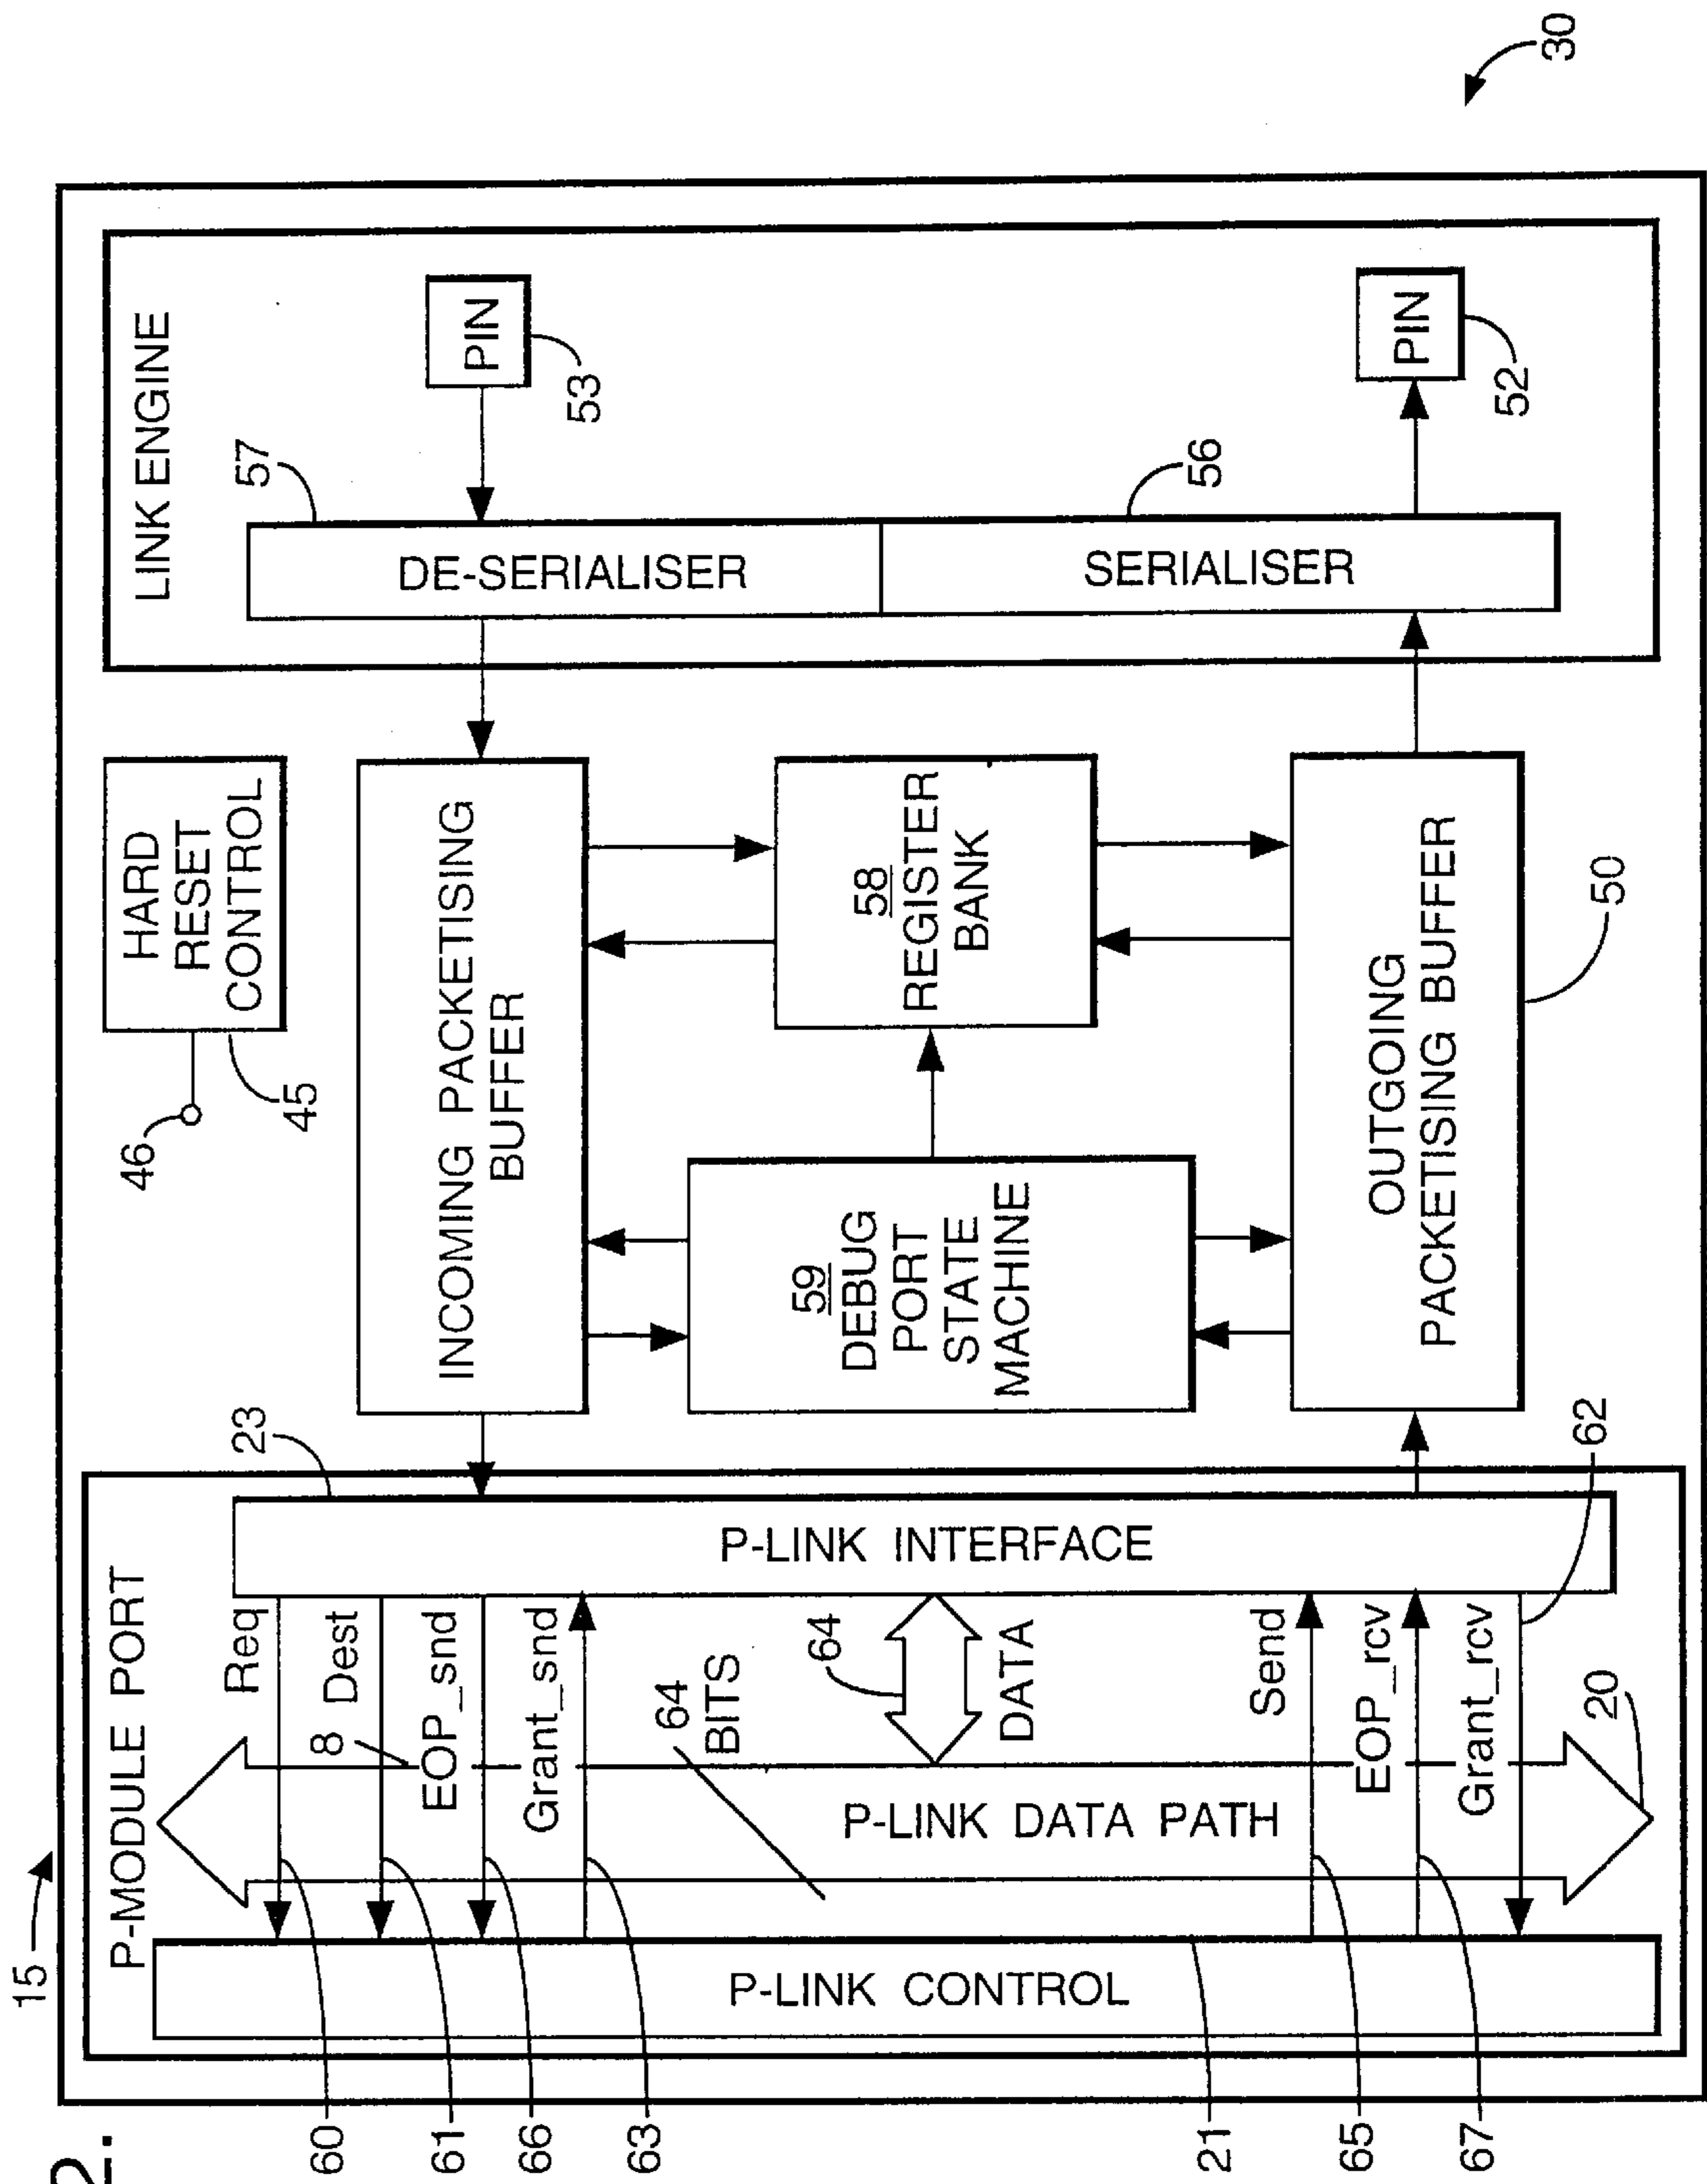 2.
15
30
P-MODULE PORT
P-LINK CONTROL
P-LINK DATA PATH
P-LINK INTERFACE
Req
Dest
8
EOP_snd
Grant_snd
64
BITS
64
DATA
Send
EOP_rcv
Grant_rcv
20
23
62
60
61
66
63
21
65
67
46
45
HARD
RESET
CONTROL
INCOMING PACKETISING
BUFFER
59
DEBUG
PORT
STATE
MACHINE
58
REGISTER
BANK
OUTGOING
PACKETISING BUFFER
50
LINK ENGINE
57
DE-SERIALISER
SERIALISER
56
PIN
53
PIN
52